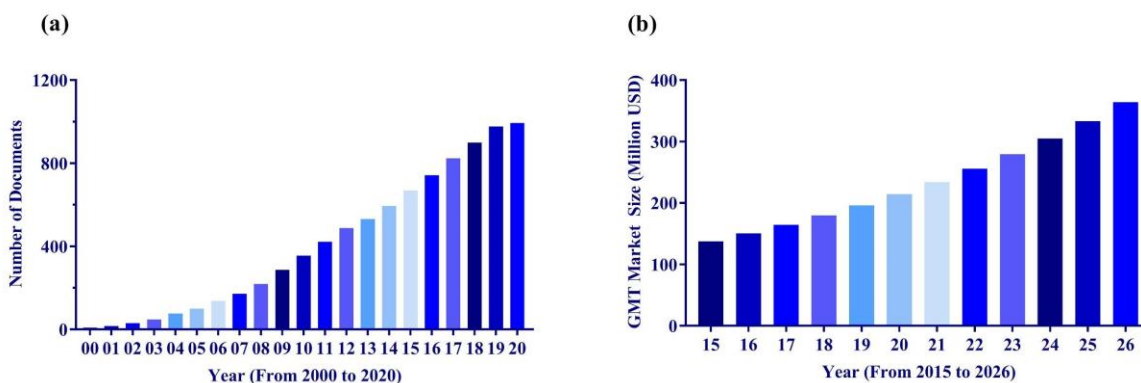 (a)
1200
800
400
0
Number of Documents
00 01 02 03 04 05 06 07 08 09 10 11 12 13 14 15 16 17 18 19 20
Year (From 2000 to 2020)
(b)
400
300
200
100
0
GMT Market Size (Million USD)
15 16 17 18 19 20 21 22 23 24 25 26
Year (From 2015 to 2026)